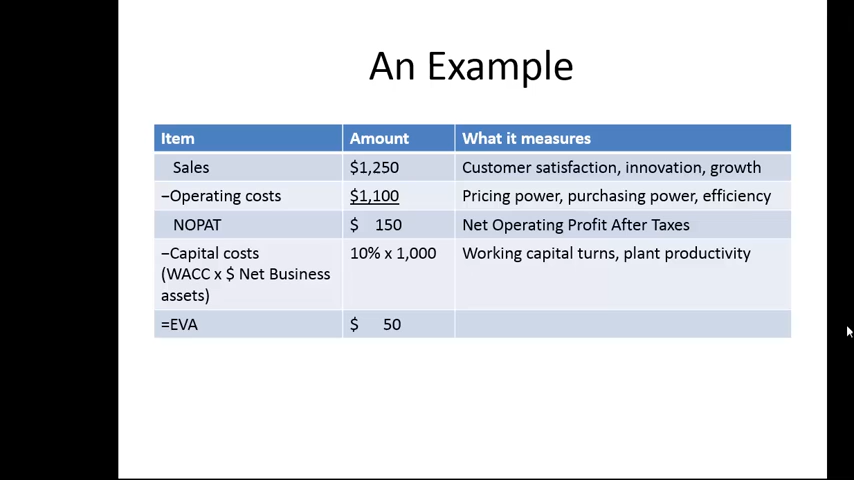 An Example
Item Amount What it measures
Sales $1,250 Customer satisfaction, innovation, growth
−Operating costs $1,100 Pricing power, purchasing power, efficiency
NOPAT $ 150 Net Operating Profit After Taxes
−Capital costs 10% x 1,000 Working capital turns, plant productivity
(WACC x $ Net Business
assets)
=EVA $ 50